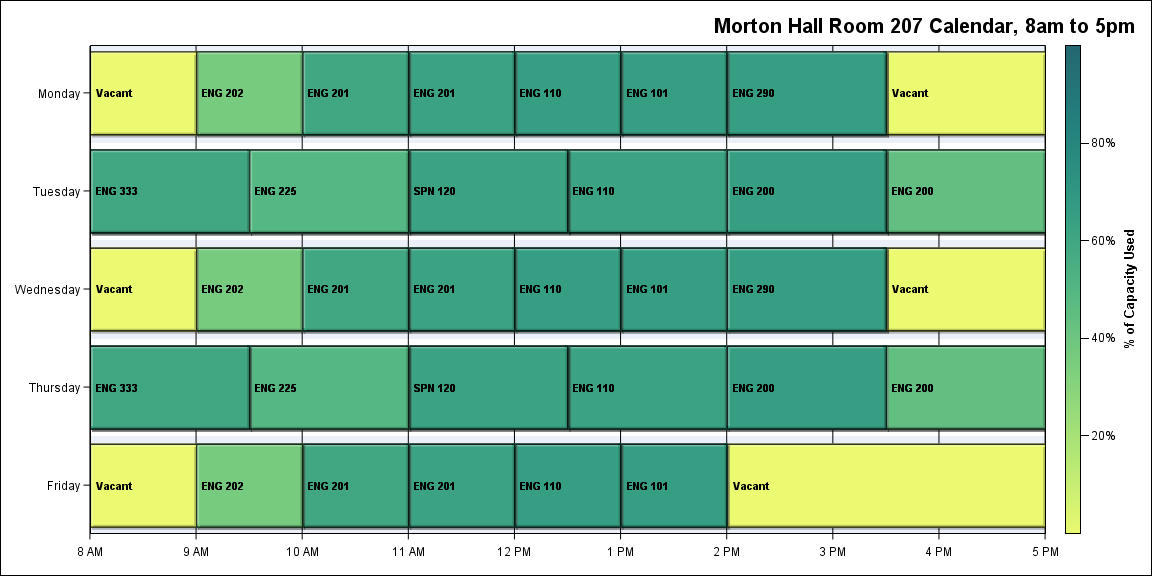 Morton Hall Room 207 Calendar, 8am to 5pm
Monday
Vacant
ENG 202
ENG 201
ENG 201
ENG 110
ENG 101
ENG 290
Vacant
Tuesday
ENG 333
ENG 225
SPN 120
ENG 110
ENG 200
ENG 200
Wednesday
Vacant
ENG 202
ENG 201
ENG 201
ENG 110
ENG 101
ENG 290
Vacant
Thursday
ENG 333
ENG 225
SPN 120
ENG 110
ENG 200
ENG 200
Friday
Vacant
ENG 202
ENG 201
ENG 201
ENG 110
ENG 101
Vacant
8 AM
9 AM
10 AM
11 AM
12 PM
1 PM
2 PM
3 PM
4 PM
5 PM
80%
60%
40%
20%
% of Capacity Used